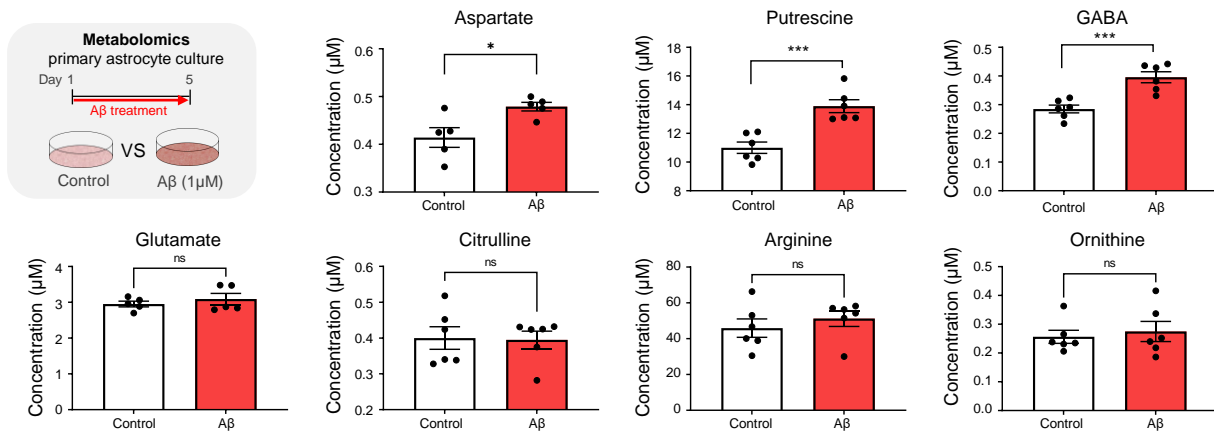 Metabolomics
primary astrocyte culture
Day 1 5
Aβ treatment
VS
Control Aβ (1µM)
Aspartate
Concentration (µM)
0.6
0.5
0.4
0.3
*
Control Aβ
Putrescine
Concentration (µM)
18
16
14
12
10
8
***
Control Aβ
GABA
Concentration (µM)
0.5
0.4
0.3
0.2
0.1
0.0
***
Control Aβ
Glutamate
Concentration (µM)
4
3
2
1
0
ns
Control Aβ
Citrulline
Concentration (µM)
0.6
0.5
0.4
0.3
0.2
ns
Control Aβ
Arginine
Concentration (µM)
80
60
40
20
0
ns
Control Aβ
Ornithine
Concentration (µM)
0.5
0.4
0.3
0.2
0.1
0.0
ns
Control Aβ